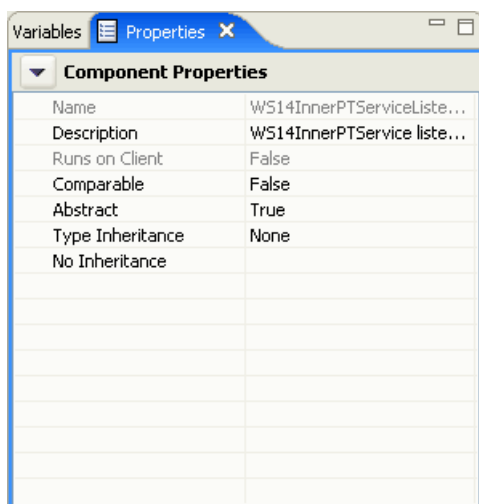 Variables Properties
Component Properties
Name WS14InnerPTServiceListe...
Description WS14InnerPTService liste...
Runs on Client False
Comparable False
Abstract True
Type Inheritance None
No Inheritance